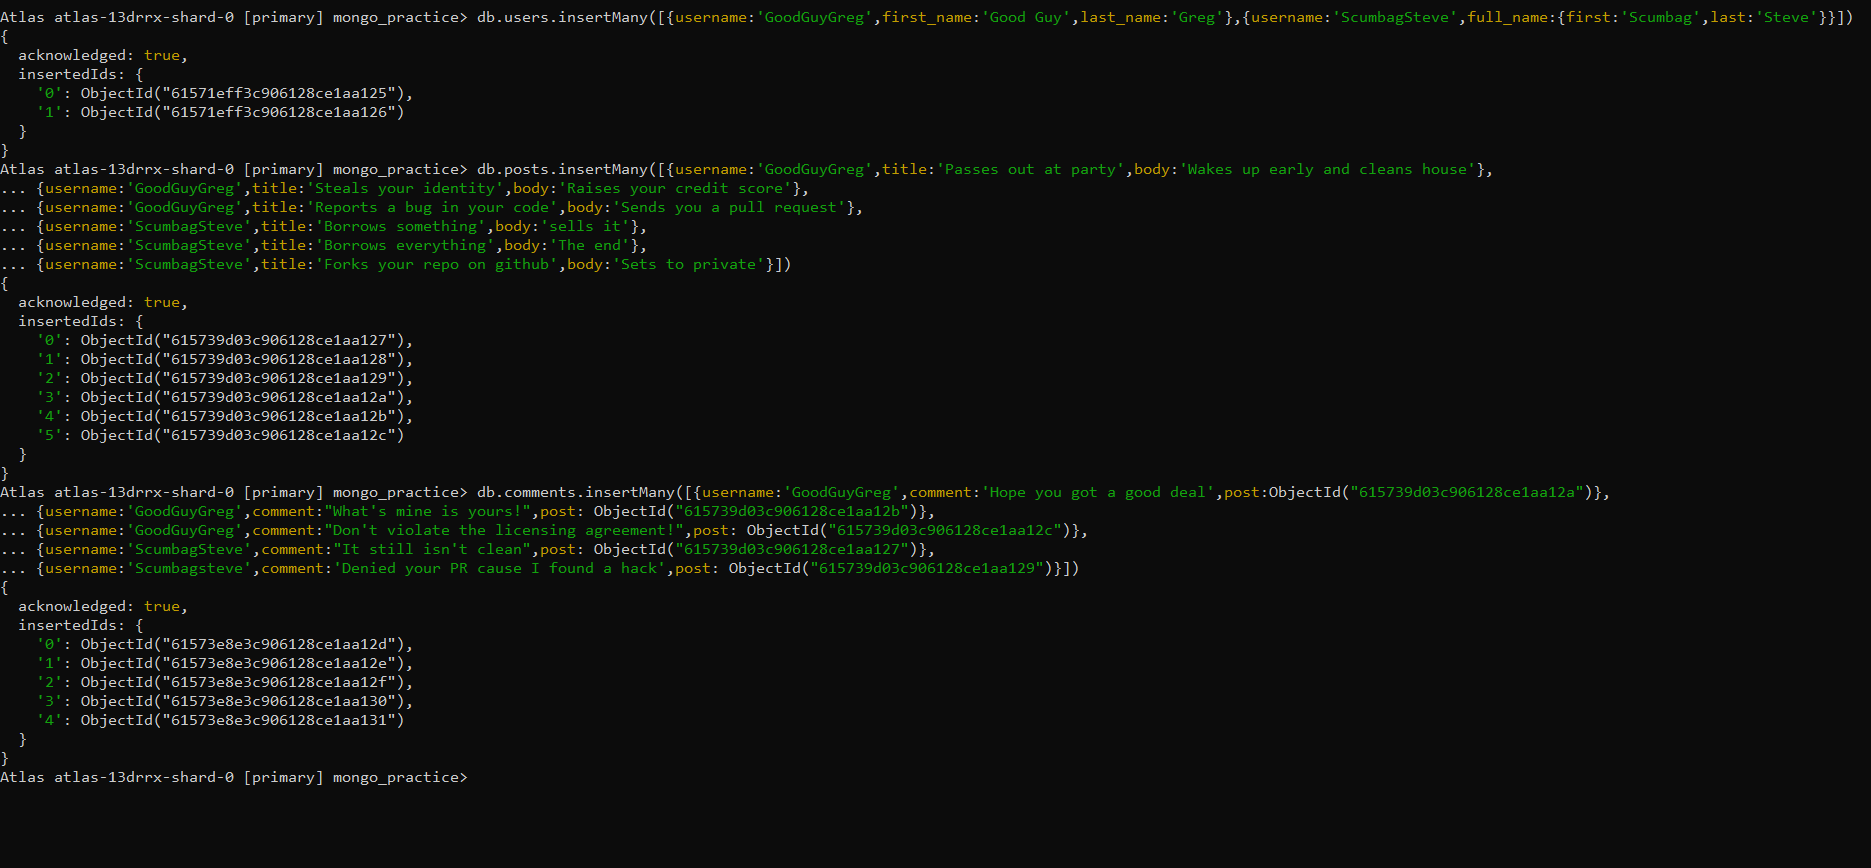 Atlas atlas-13drrx-shard-0 [primary] mongo_practice> db.users.insertMany([{username:'GoodGuyGreg',first_name:'Good Guy',last_name:'Greg'},{username:'ScumbagSteve',full_name:{first:'Scumbag',last:'Steve'}}])
{
  acknowledged: true,
  insertedIds: {
    '0': ObjectId("61571eff3c906128ce1aa125"),
    '1': ObjectId("61571eff3c906128ce1aa126")
  }
}
Atlas atlas-13drrx-shard-0 [primary] mongo_practice> db.posts.insertMany([{username:'GoodGuyGreg',title:'Passes out at party',body:'Wakes up early and cleans house'},
... {username:'GoodGuyGreg',title:'Steals your identity',body:'Raises your credit score'},
... {username:'GoodGuyGreg',title:'Reports a bug in your code',body:'Sends you a pull request'},
... {username:'ScumbagSteve',title:'Borrows something',body:'sells it'},
... {username:'ScumbagSteve',title:'Borrows everything',body:'The end'},
... {username:'ScumbagSteve',title:'Forks your repo on github',body:'Sets to private'}])
{
  acknowledged: true,
  insertedIds: {
    '0': ObjectId("615739d03c906128ce1aa127"),
    '1': ObjectId("615739d03c906128ce1aa128"),
    '2': ObjectId("615739d03c906128ce1aa129"),
    '3': ObjectId("615739d03c906128ce1aa12a"),
    '4': ObjectId("615739d03c906128ce1aa12b"),
    '5': ObjectId("615739d03c906128ce1aa12c")
  }
}
Atlas atlas-13drrx-shard-0 [primary] mongo_practice> db.comments.insertMany([{username:'GoodGuyGreg',comment:'Hope you got a good deal',post:ObjectId("615739d03c906128ce1aa12a")},
... {username:'GoodGuyGreg',comment:"What's mine is yours!",post: ObjectId("615739d03c906128ce1aa12b")},
... {username:'GoodGuyGreg',comment:"Don't violate the licensing agreement!",post: ObjectId("615739d03c906128ce1aa12c")},
... {username:'ScumbagSteve',comment:"It still isn't clean",post: ObjectId("615739d03c906128ce1aa127")},
... {username:'Scumbagsteve',comment:'Denied your PR cause I found a hack',post: ObjectId("615739d03c906128ce1aa129")}])
{
  acknowledged: true,
  insertedIds: {
    '0': ObjectId("61573e8e3c906128ce1aa12d"),
    '1': ObjectId("61573e8e3c906128ce1aa12e"),
    '2': ObjectId("61573e8e3c906128ce1aa12f"),
    '3': ObjectId("61573e8e3c906128ce1aa130"),
    '4': ObjectId("61573e8e3c906128ce1aa131")
  }
}
Atlas atlas-13drrx-shard-0 [primary] mongo_practice>